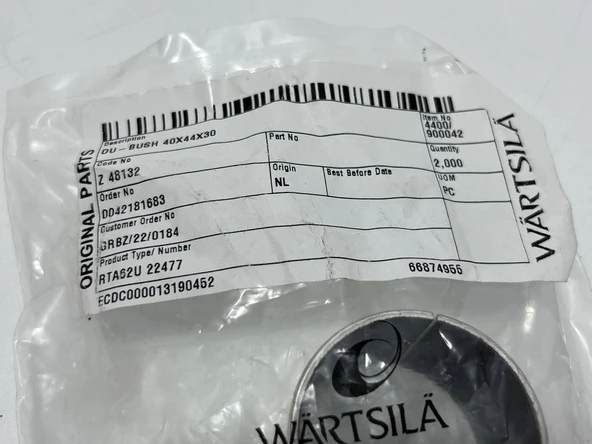 ORIGINAL PARTS
Description
DU - BUSH 40X44X30
Item No
4400/
900042
Code No
Z 48132
Part No
Quantity
2,000
Order No
DD42181683
Origin
NL
Best Before Date
UOM
PC
Customer Order No
GRBZ/22/0184
Product Type/ Number
RTA62U 22477
ECDC000013190452
66874955
WÄRTSILÄ
WÄRTSILÄ